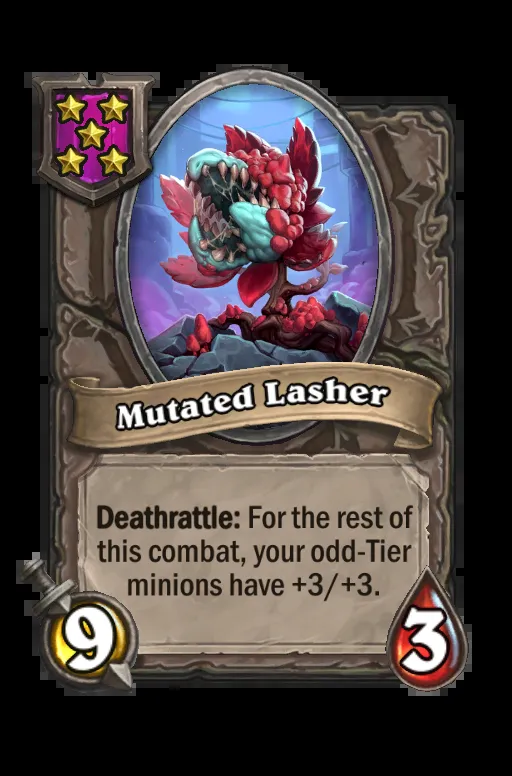 Mutated Lasher
Deathrattle: For the rest of
this combat, your odd-Tier
minions have +3/+3.
9
3